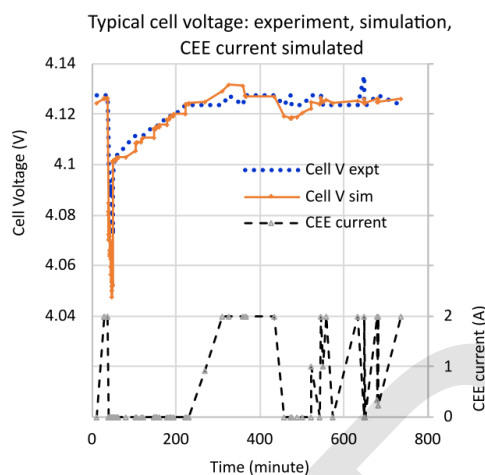 Typical cell voltage: experiment, simulation,
CEE current simulated
4.14
4.12
4.1
4.08
4.06
4.04
Cell Voltage (V)
Cell V expt
Cell V sim
CEE current
2
1
0
CEE current (A)
0 200 400 600 800
Time (minute)